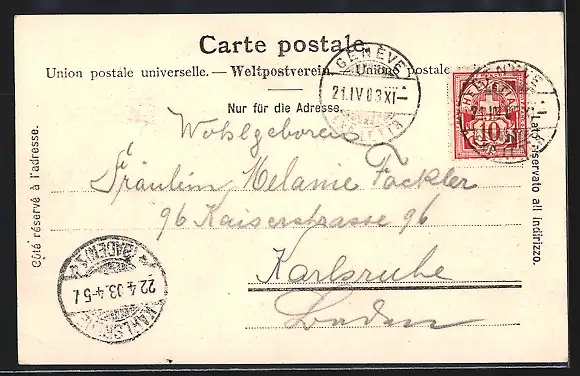 Carte postale.
Union postale universelle. — Weltpostverein. — Unione postale
Nur für die Adresse.
Côté réservé à l'adresse.
Lato riservato all indirizzo.
GENÈVE
21.IV 03 XI-
HELVETIA
10
Wohlgeboren
Fräulein Melanie Fackler
96 Kaiserstrasse 96
Karlsruhe
Baden
KARLSRUHE
22.4.03.4-5
(BADEN)